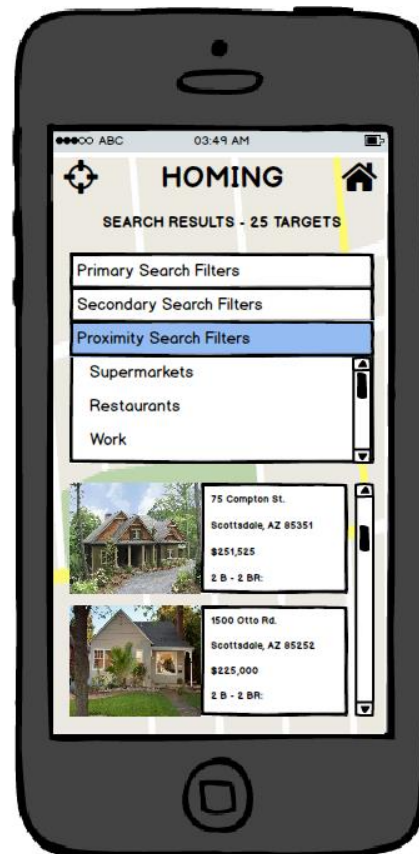 ABC 03:49 AM
HOMING
SEARCH RESULTS - 25 TARGETS
Primary Search Filters
Secondary Search Filters
Proximity Search Filters
Supermarkets
Restaurants
Work
75 Compton St.
Scottsdale, AZ 85351
$251,525
2 B - 2 BR:
1500 Otto Rd.
Scottsdale, AZ 85252
$225,000
2 B - 2 BR: